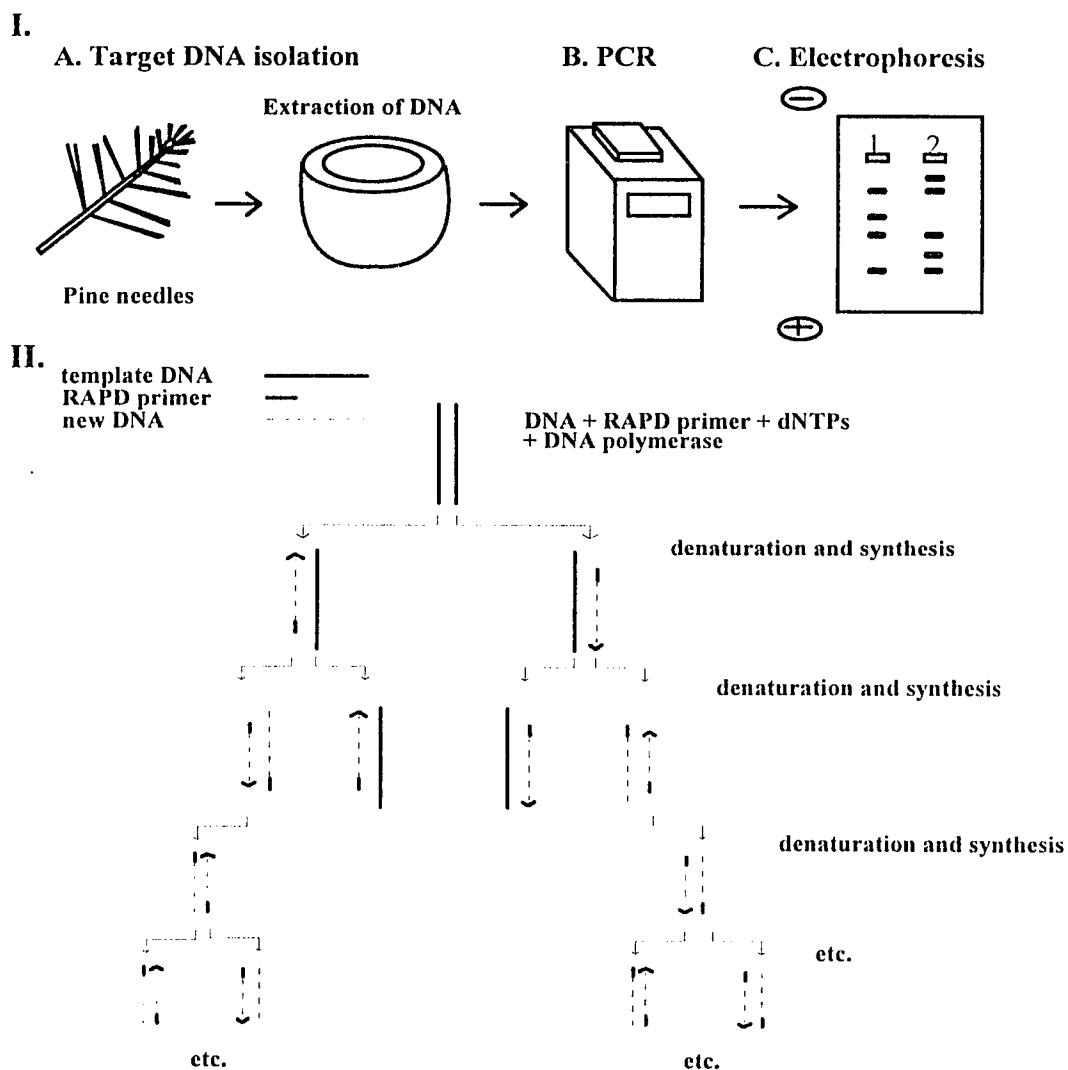 I.
A. Target DNA isolation
B. PCR
C. Electrophoresis
Extraction of DNA
−
1 2
Pine needles
+
II.
template DNA
RAPD primer
new DNA
DNA + RAPD primer + dNTPs
+ DNA polymerase
denaturation and synthesis
denaturation and synthesis
denaturation and synthesis
etc.
etc.
etc.